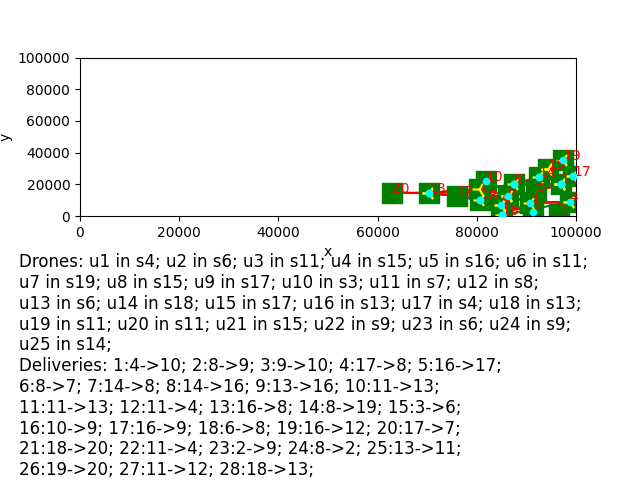 100000
80000
60000
40000
20000
0
y
20
19
17
0
20000
40000
60000
80000
100000
x
Drones: u1 in s4; u2 in s6; u3 in s11; u4 in s15; u5 in s16; u6 in s11;
u7 in s19; u8 in s15; u9 in s17; u10 in s3; u11 in s7; u12 in s8;
u13 in s6; u14 in s18; u15 in s17; u16 in s13; u17 in s4; u18 in s13;
u19 in s11; u20 in s11; u21 in s15; u22 in s9; u23 in s6; u24 in s9;
u25 in s14;
Deliveries: 1:4->10; 2:8->9; 3:9->10; 4:17->8; 5:16->17;
6:8->7; 7:14->8; 8:14->16; 9:13->16; 10:11->13;
11:11->13; 12:11->4; 13:16->8; 14:8->19; 15:3->6;
16:10->9; 17:16->9; 18:6->8; 19:16->12; 20:17->7;
21:18->20; 22:11->4; 23:2->9; 24:8->2; 25:13->11;
26:19->20; 27:11->12; 28:18->13;